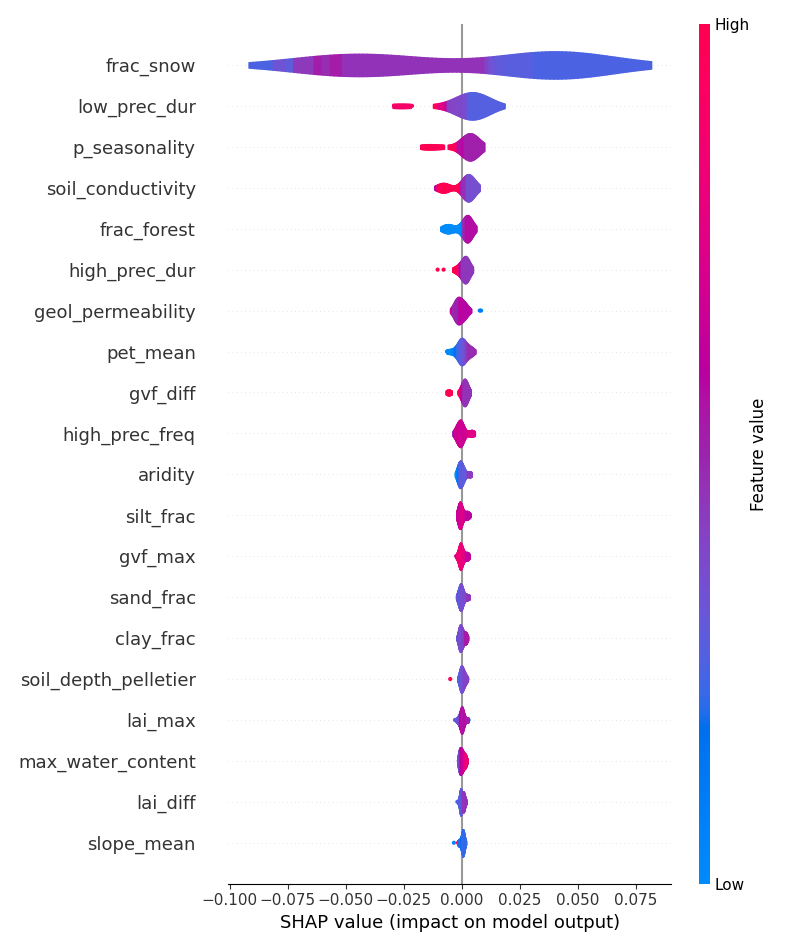 High
frac_snow
low_prec_dur
p_seasonality
soil_conductivity
frac_forest
high_prec_dur
geol_permeability
pet_mean
gvf_diff
high_prec_freq
aridity
silt_frac
gvf_max
sand_frac
clay_frac
soil_depth_pelletier
lai_max
max_water_content
lai_diff
slope_mean
Feature value
Low
−0.100 −0.075 −0.050 −0.025 0.000 0.025 0.050 0.075
SHAP value (impact on model output)